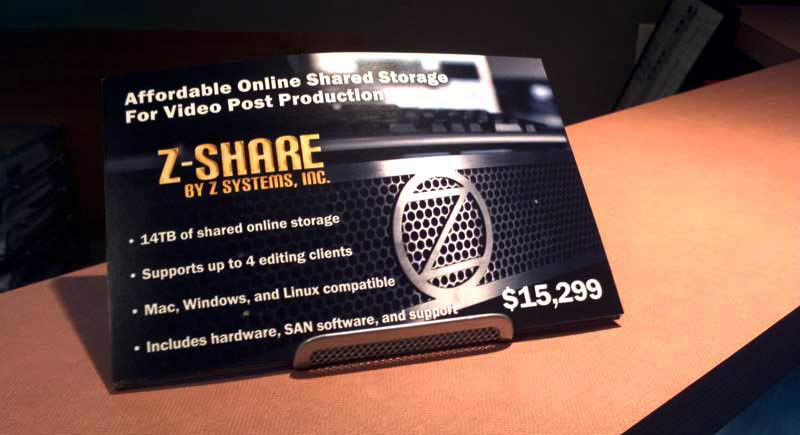 Affordable Online Shared Storage
For Video Post Production
Z-SHARE
BY Z SYSTEMS, INC.
• 14TB of shared online storage
• Supports up to 4 editing clients
• Mac, Windows, and Linux compatible
• Includes hardware, SAN software, and support
Z
$15,299